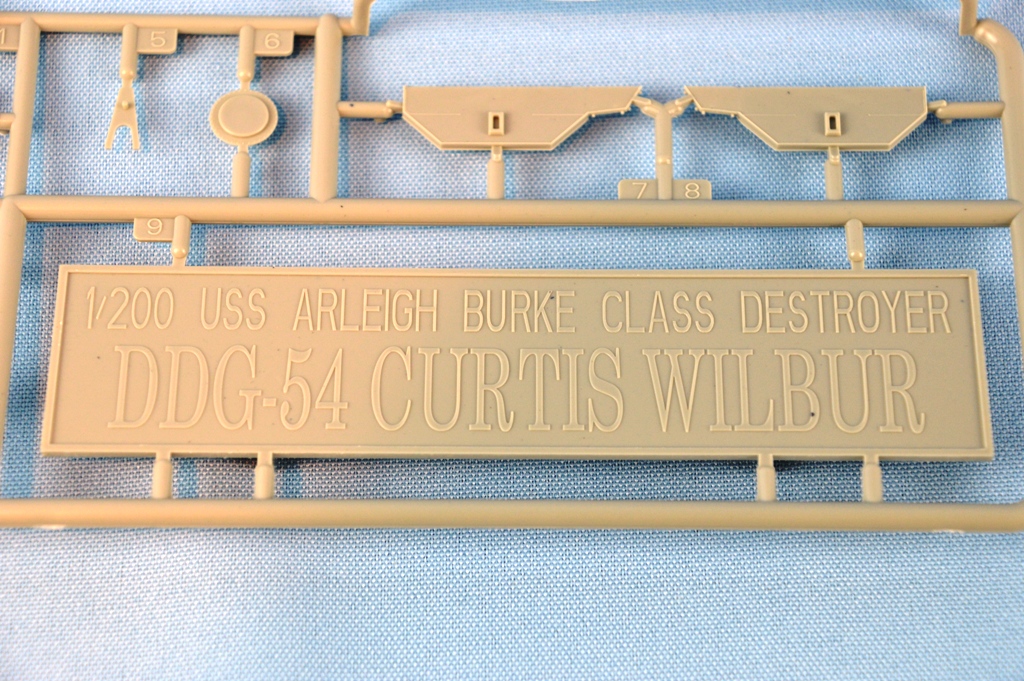 5
6
7
8
9
1/200 USS ARLEIGH BURKE CLASS DESTROYER
DDG-54 CURTIS WILBUR